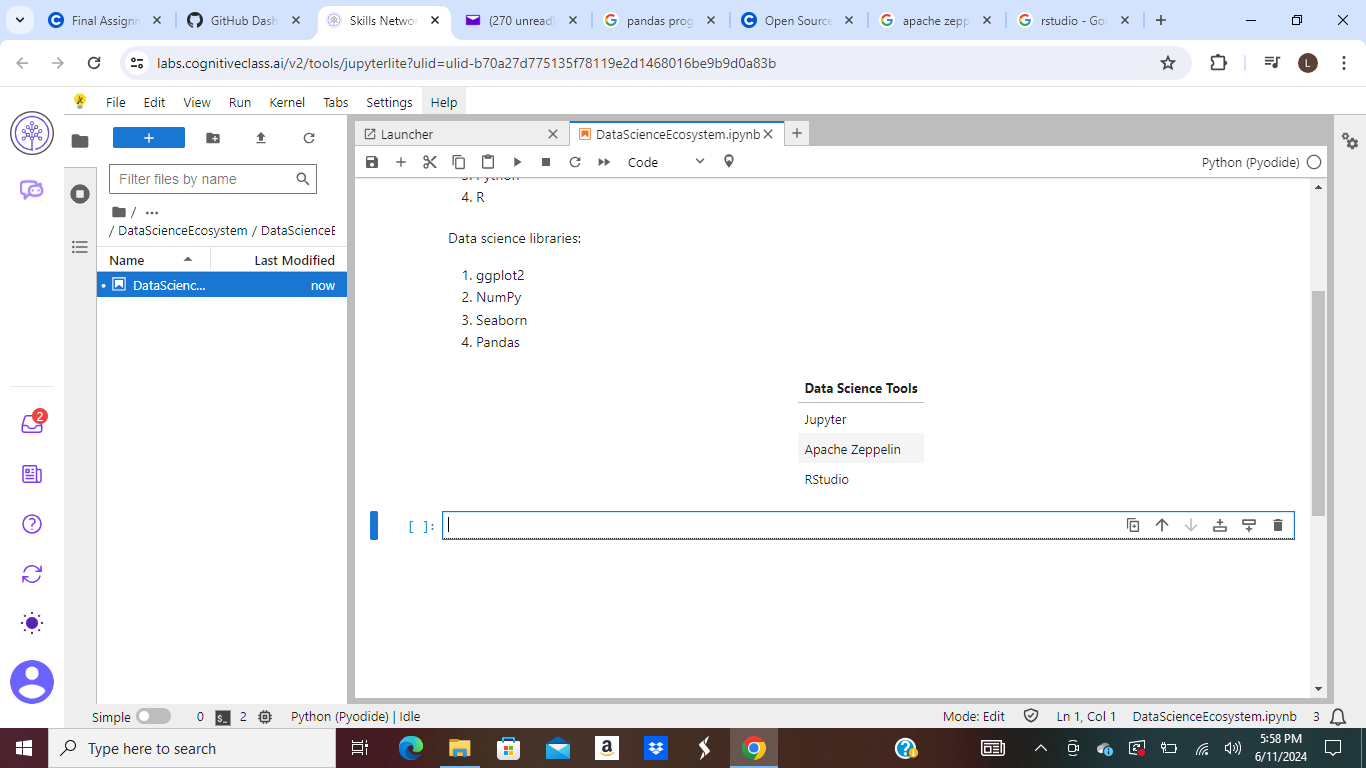 Final Assignn
GitHub Dash
Skills Networ
(270 unread)
pandas prog
Open Source
apache zepp
rstudio - Goo
labs.cognitiveclass.ai/v2/tools/jupyterlite?ulid=ulid-b70a27d775135f78119e2d1468016be9b9d0a83b
L
File Edit View Run Kernel Tabs Settings Help
Launcher
DataScienceEcosystem.ipynb
Code
Python (Pyodide)
Filter files by name
/ ...
/ DataScienceEcosystem / DataScienceE
Name Last Modified
DataScienc... now
3. Python
4. R
Data science libraries:
1. ggplot2
2. NumPy
3. Seaborn
4. Pandas
Data Science Tools
Jupyter
Apache Zeppelin
RStudio
[ ]:
2
Simple 0 $_ 2 Python (Pyodide) | Idle
Mode: Edit Ln 1, Col 1 DataScienceEcosystem.ipynb 3
Type here to search
5:58 PM
6/11/2024